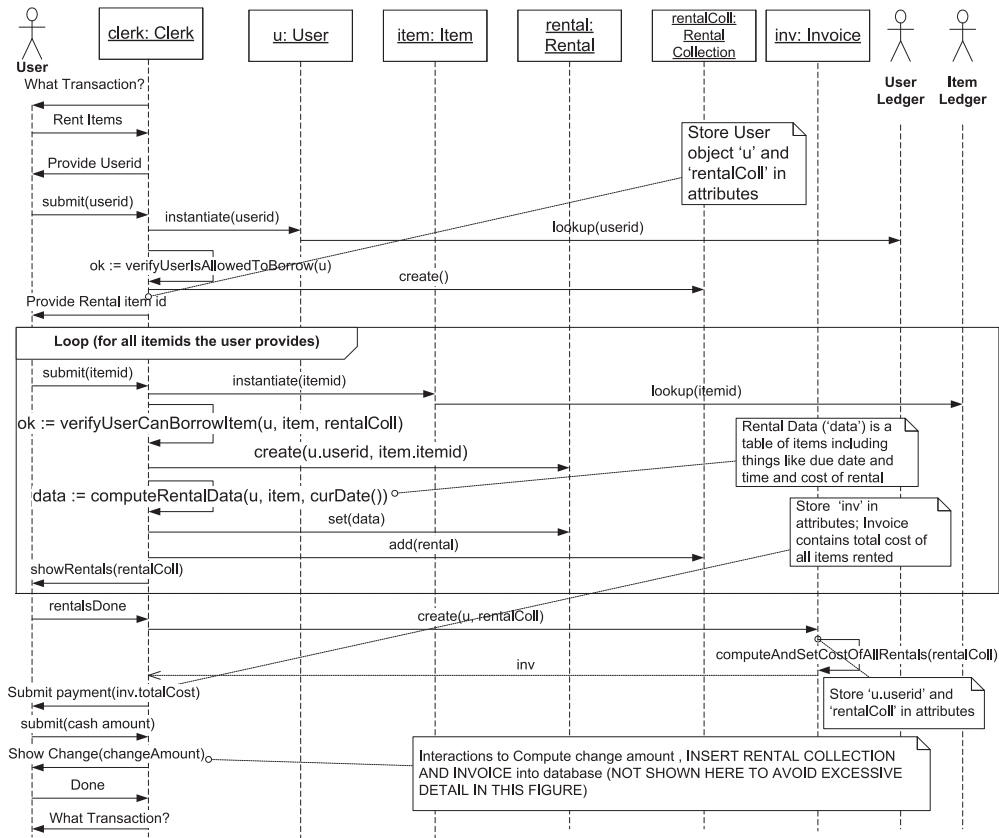 User
clerk: Clerk
u: User
item: Item
rental:
Rental
rentalColl:
Rental
Collection
inv: Invoice
User
Ledger
Item
Ledger
What Transaction?
Rent Items
Provide Userid
Store User
object ‘u’ and
‘rentalColl’ in
attributes
submit(userid)
instantiate(userid)
lookup(userid)
ok := verifyUserIsAllowedToBorrow(u)
create()
Provide Rental item id
Loop (for all itemids the user provides)
submit(itemid)
instantiate(itemid)
lookup(itemid)
ok := verifyUserCanBorrowItem(u, item, rentalColl)
Rental Data (‘data’) is a
table of items including
things like due date and
time and cost of rental
create(u.userid, item.itemid)
data := computeRentalData(u, item, curDate())
Store ‘inv’ in
attributes; Invoice
contains total cost of
all items rented
set(data)
add(rental)
showRentals(rentalColl)
rentalsDone
create(u, rentalColl)
computeAndSetCostOfAllRentals(rentalColl)
inv
Submit payment(inv.totalCost)
Store ‘u.userid’ and
‘rentalColl’ in attributes
submit(cash amount)
Show Change(changeAmount)
Interactions to Compute change amount , INSERT RENTAL COLLECTION
AND INVOICE into database (NOT SHOWN HERE TO AVOID EXCESSIVE
DETAIL IN THIS FIGURE)
Done
What Transaction?